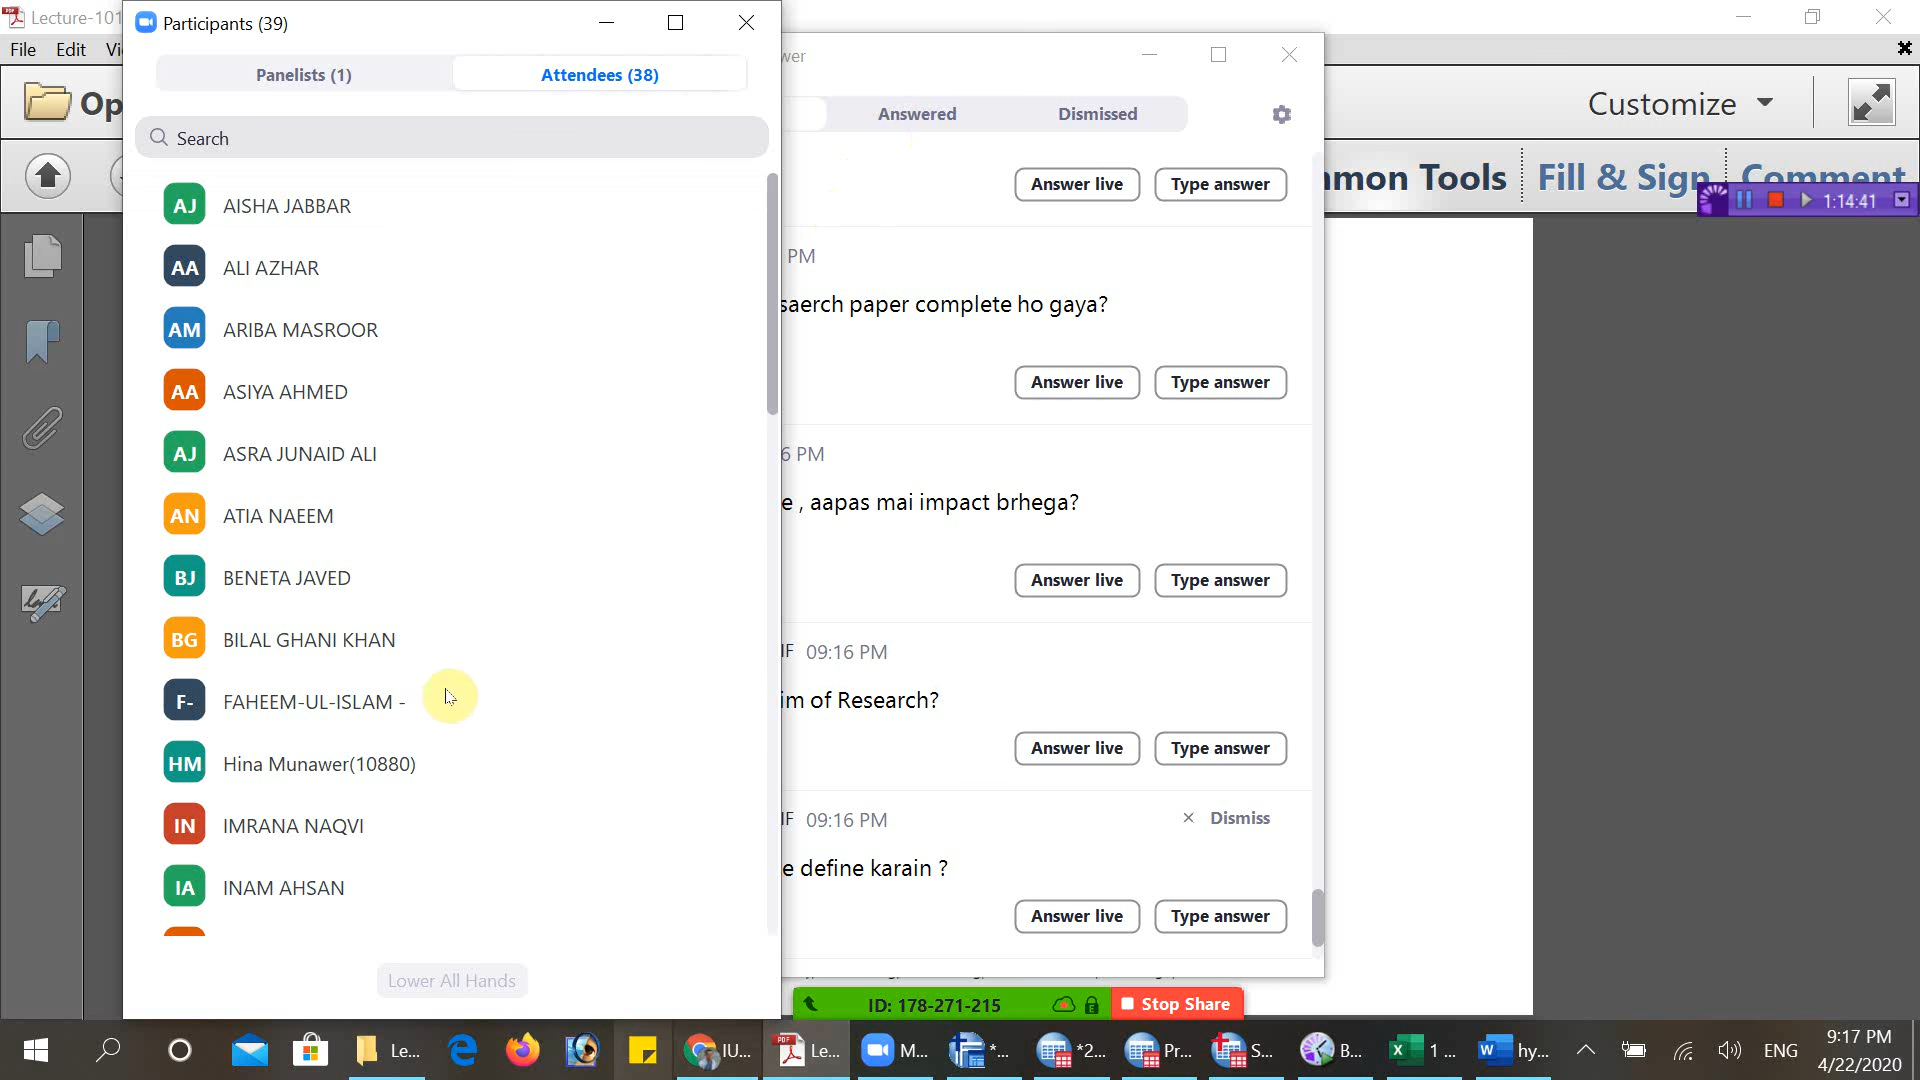 Lecture-101
File Edit
Op
Customize
mmon Tools Fill & Sign Comment
1:14:41
Participants (39)
Panelists (1)
Attendees (38)
Search
AJ AISHA JABBAR
AA ALI AZHAR
AM ARIBA MASROOR
AA ASIYA AHMED
AJ ASRA JUNAID ALI
AN ATIA NAEEM
BJ BENETA JAVED
BG BILAL GHANI KHAN
F- FAHEEM-UL-ISLAM -
HM Hina Munawer(10880)
IN IMRANA NAQVI
IA INAM AHSAN
Lower All Hands
wer
Answered Dismissed
Answer live Type answer
PM
saerch paper complete ho gaya?
Answer live Type answer
6 PM
e , aapas mai impact brhega?
Answer live Type answer
IF 09:16 PM
im of Research?
Answer live Type answer
IF 09:16 PM
Dismiss
e define karain ?
Answer live Type answer
ID: 178-271-215
Stop Share
Le... IU... Le... M... *... *2... Pr... S... B... 1 ... hy... ENG
9:17 PM
4/22/2020